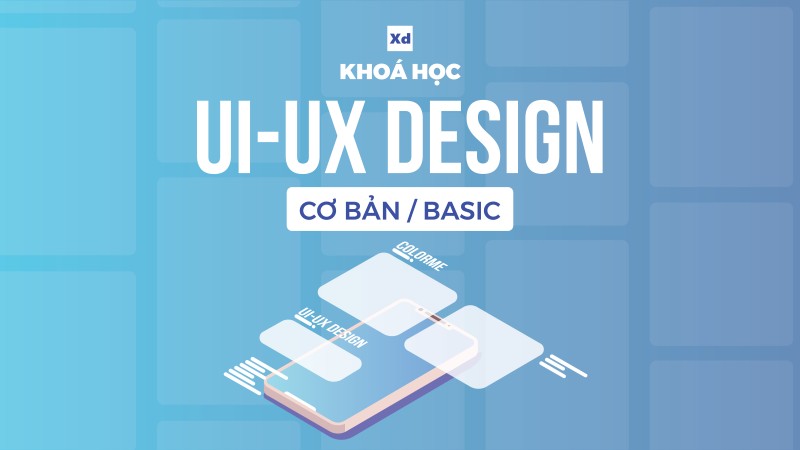 Xd
KHOÁ HỌC
UI-UX DESIGN
CƠ BẢN / BASIC
COLORME
UI-UX DESIGN